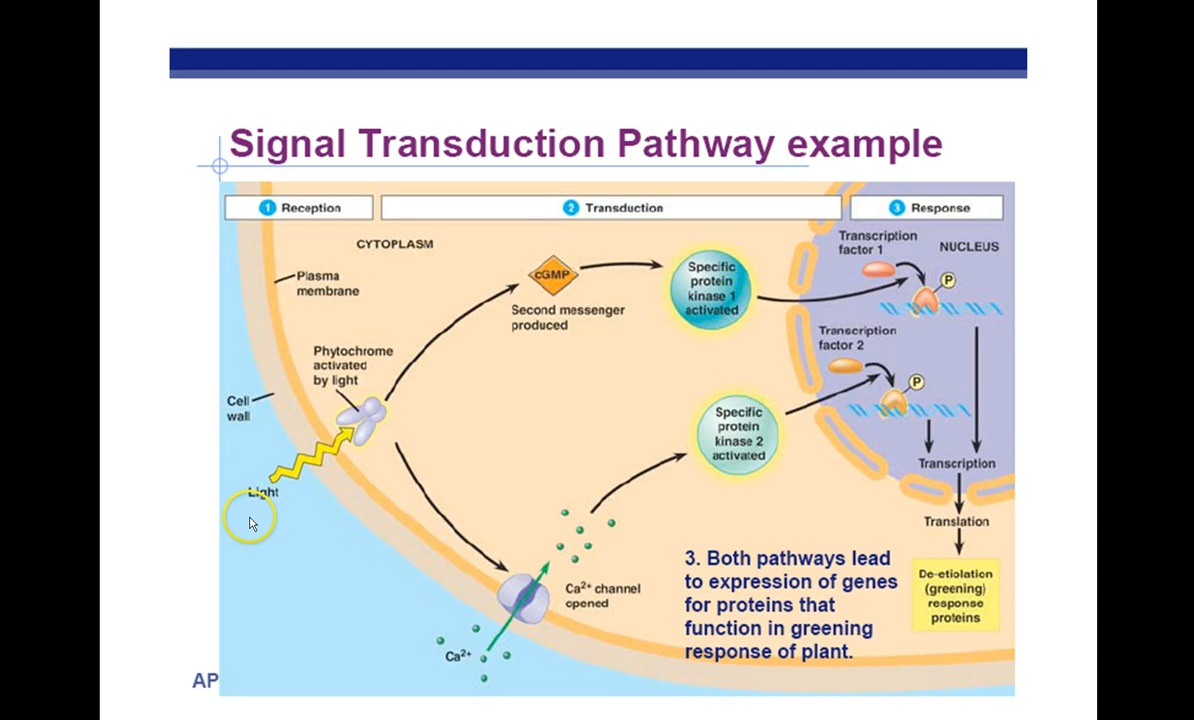 Signal Transduction Pathway example
1 Reception
2 Transduction
3 Response
CYTOPLASM
NUCLEUS
Plasma
membrane
Cell
wall
Phytochrome
activated
by light
Light
cGMP
Second messenger
produced
Specific
protein
kinase 1
activated
Transcription
factor 1
P
Transcription
factor 2
P
Specific
protein
kinase 2
activated
Ca2+ channel
opened
Ca2+
Transcription
Translation
De-etiolation
(greening)
response
proteins
3. Both pathways lead
to expression of genes
for proteins that
function in greening
response of plant.
AP